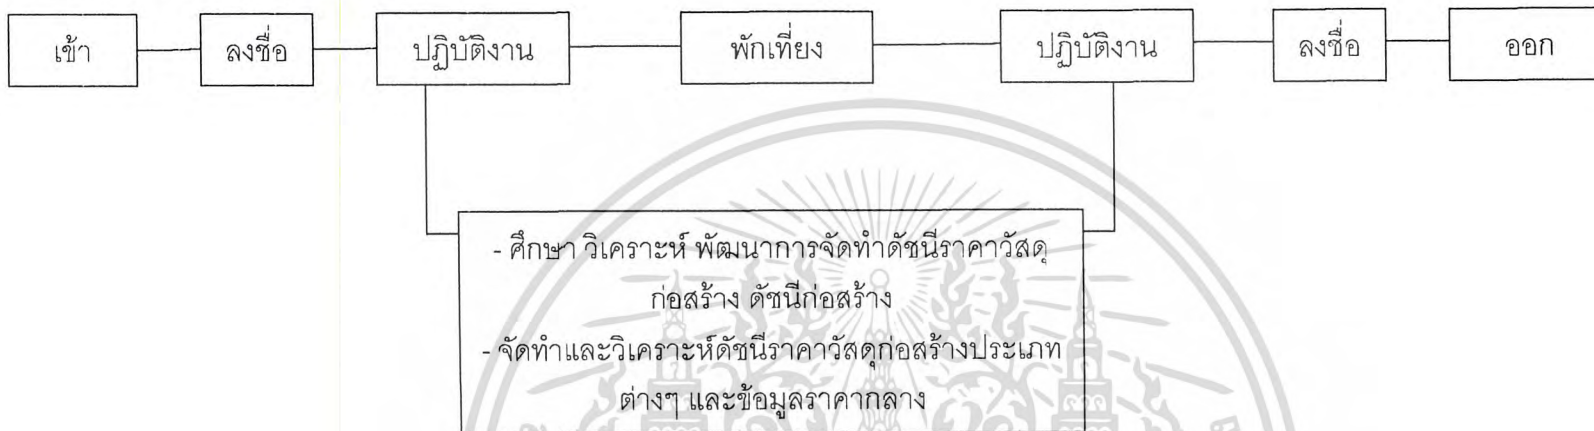 เข้า
ลงชื่อ
ปฏิบัติงาน
พักเที่ยง
ปฏิบัติงาน
ลงชื่อ
ออก
- ศึกษา วิเคราะห์ พัฒนาการจัดทำดัชนีราคาวัสดุ
ก่อสร้าง ดัชนีก่อสร้าง
- จัดทำและวิเคราะห์ดัชนีราคาวัสดุก่อสร้างประเภท
ต่างๆ และข้อมูลราคากลาง